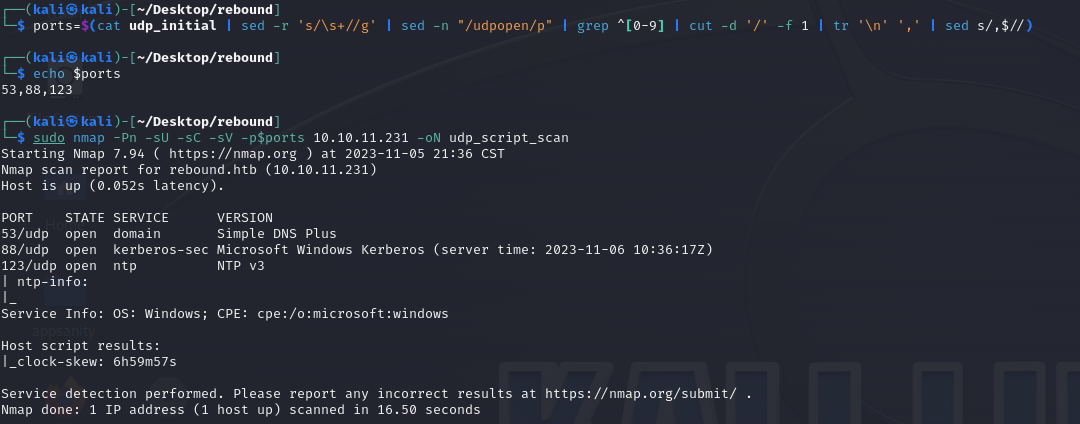 ┌──(kali㉿kali)-[~/Desktop/rebound]
└─$ ports=$(cat udp_initial | sed -r 's/\s+//g' | sed -n "/udpopen/p" | grep ^[0-9] | cut -d '/' -f 1 | tr '\n' ',' | sed s/,$//)
┌──(kali㉿kali)-[~/Desktop/rebound]
└─$ echo $ports
53,88,123
┌──(kali㉿kali)-[~/Desktop/rebound]
└─$ sudo nmap -Pn -sU -sC -sV -p$ports 10.10.11.231 -oN udp_script_scan
Starting Nmap 7.94 ( https://nmap.org ) at 2023-11-05 21:36 CST
Nmap scan report for rebound.htb (10.10.11.231)
Host is up (0.052s latency).
PORT    STATE SERVICE      VERSION
53/udp  open  domain       Simple DNS Plus
88/udp  open  kerberos-sec Microsoft Windows Kerberos (server time: 2023-11-06 10:36:17Z)
123/udp open  ntp          NTP v3
| ntp-info:
|_
Service Info: OS: Windows; CPE: cpe:/o:microsoft:windows
appsanity
Host script results:
|_clock-skew: 6h59m57s
Service detection performed. Please report any incorrect results at https://nmap.org/submit/ .
Nmap done: 1 IP address (1 host up) scanned in 16.50 seconds